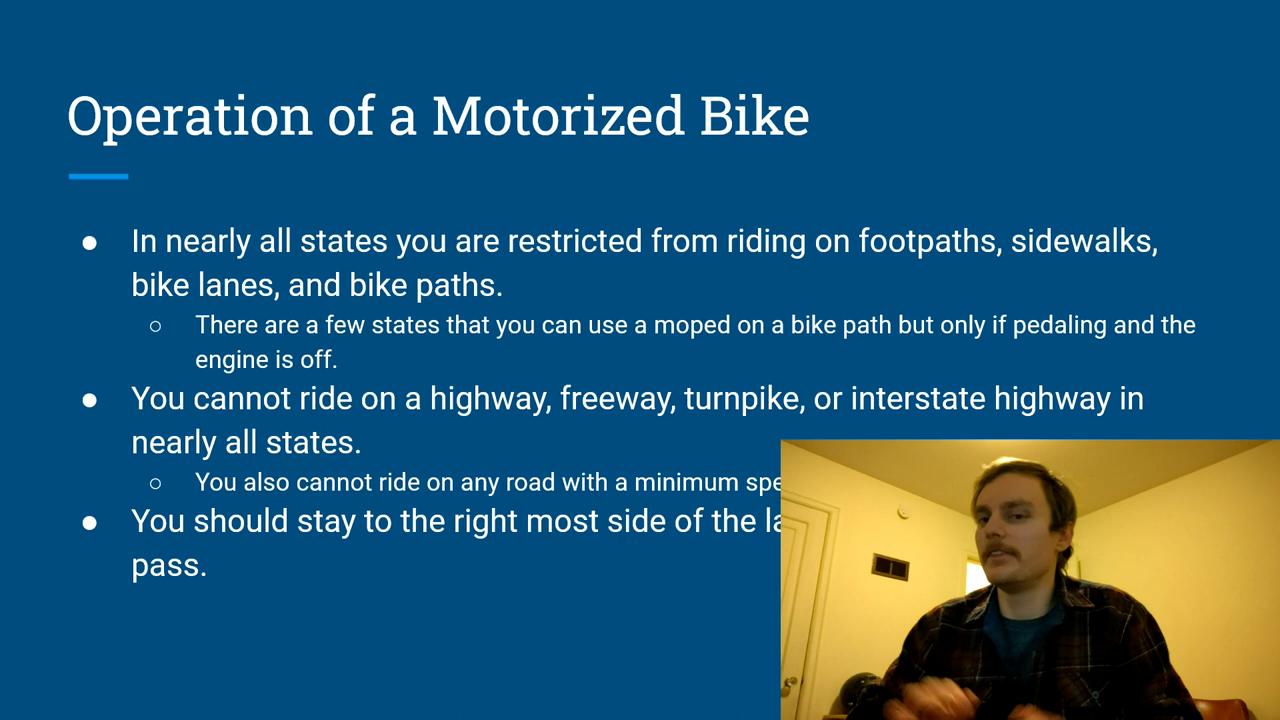 Operation of a Motorized Bike
● In nearly all states you are restricted from riding on footpaths, sidewalks,
bike lanes, and bike paths.
○ There are a few states that you can use a moped on a bike path but only if pedaling and the
engine is off.
● You cannot ride on a highway, freeway, turnpike, or interstate highway in
nearly all states.
○ You also cannot ride on any road with a minimum
● You should stay to the right most side of the
pass.